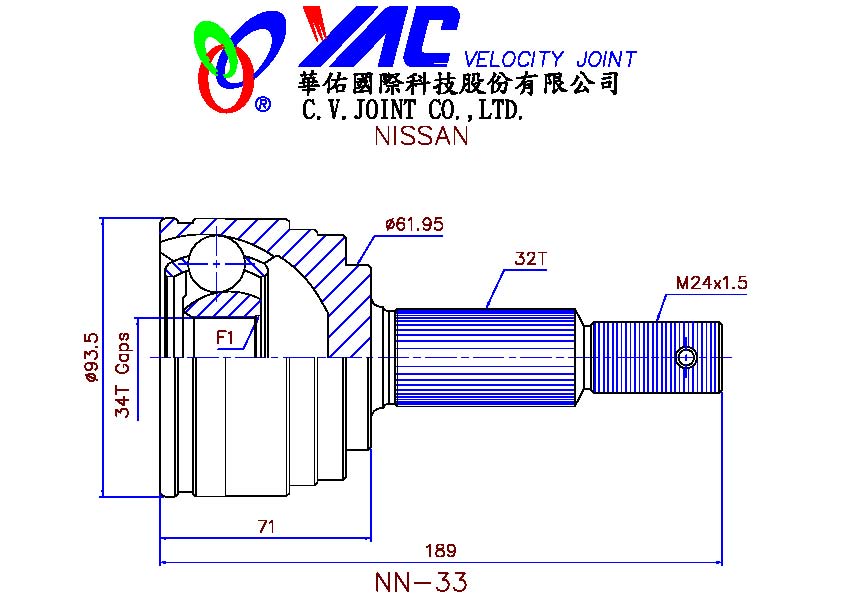 YAC VELOCITY JOINT
®
華佑國際科技股份有限公司
C.V.JOINT CO.,LTD.
NISSAN
ø61.95
32T
M24x1.5
ø93.5
34T Gaps
F1
71
189
NN-33